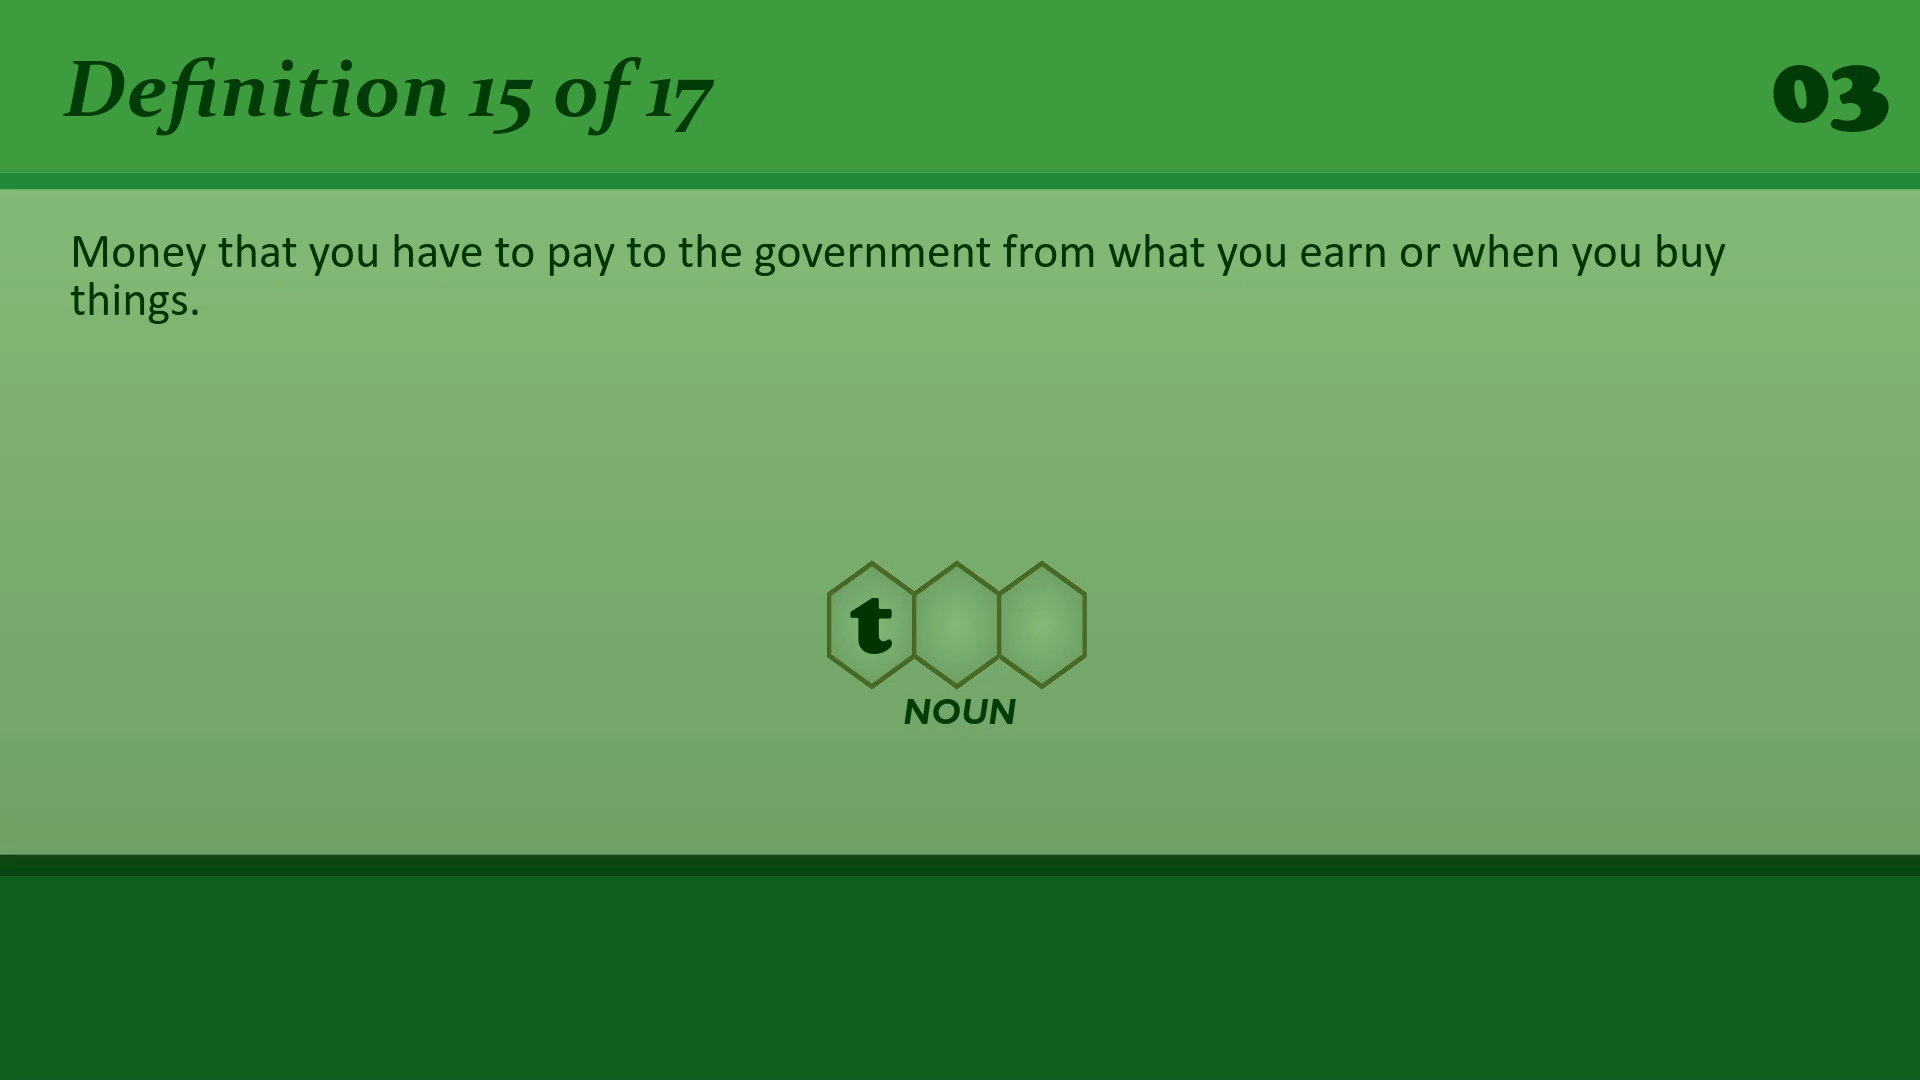 Definition 15 of 17
03
Money that you have to pay to the government from what you earn or when you buy
things.
t
NOUN